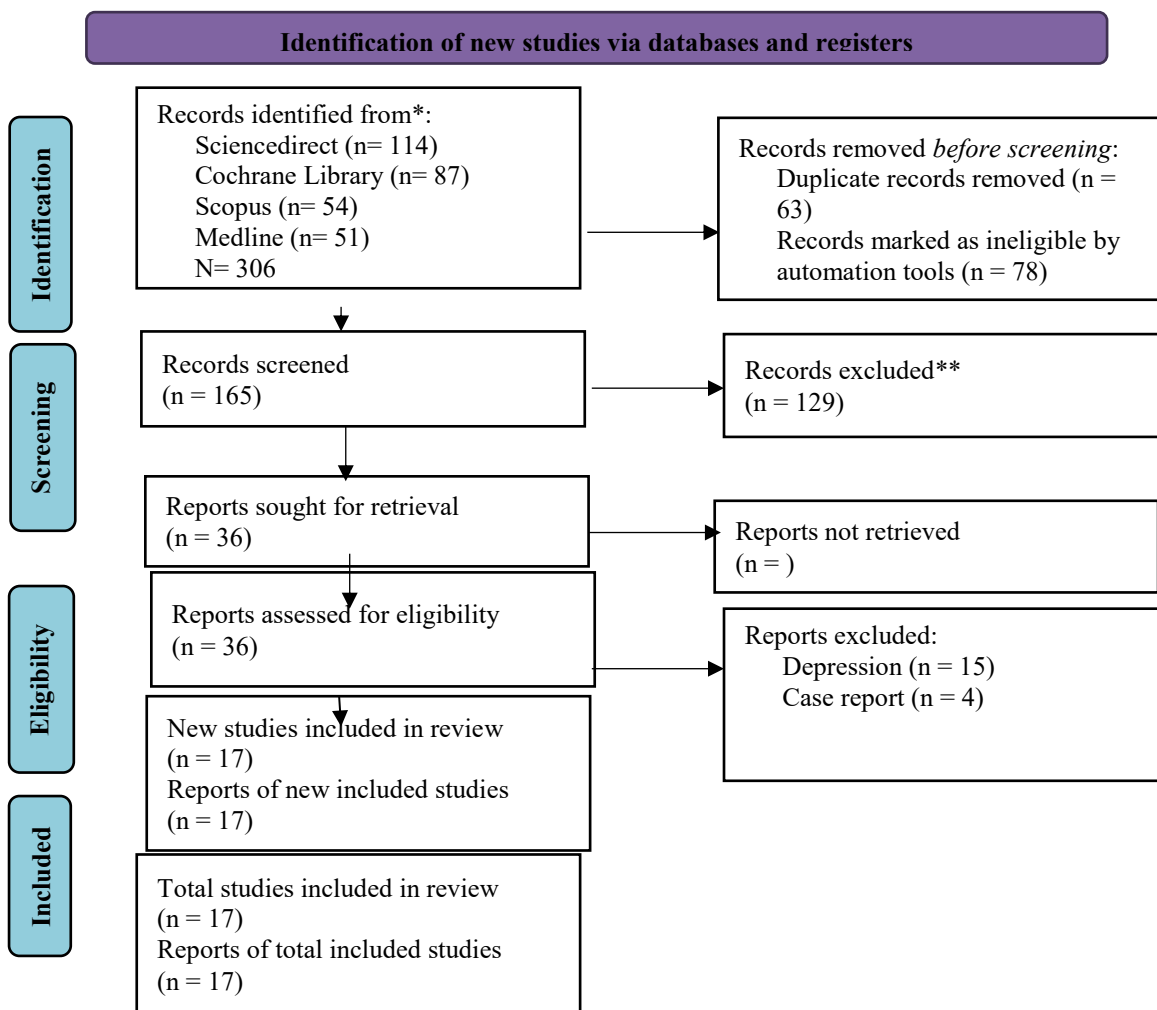 Identification of new studies via databases and registers
Identification
Records identified from*:
Sciencedirect (n= 114)
Cochrane Library (n= 87)
Scopus (n= 54)
Medline (n= 51)
N= 306
Records removed before screening:
Duplicate records removed (n =
63)
Records marked as ineligible by
automation tools (n = 78)
Screening
Records screened
(n = 165)
Records excluded**
(n = 129)
Reports sought for retrieval
(n = 36)
Reports not retrieved
(n = )
Eligibility
Reports assessed for eligibility
(n = 36)
Reports excluded:
Depression (n = 15)
Case report (n = 4)
New studies included in review
(n = 17)
Reports of new included studies
(n = 17)
Included
Total studies included in review
(n = 17)
Reports of total included studies
(n = 17)